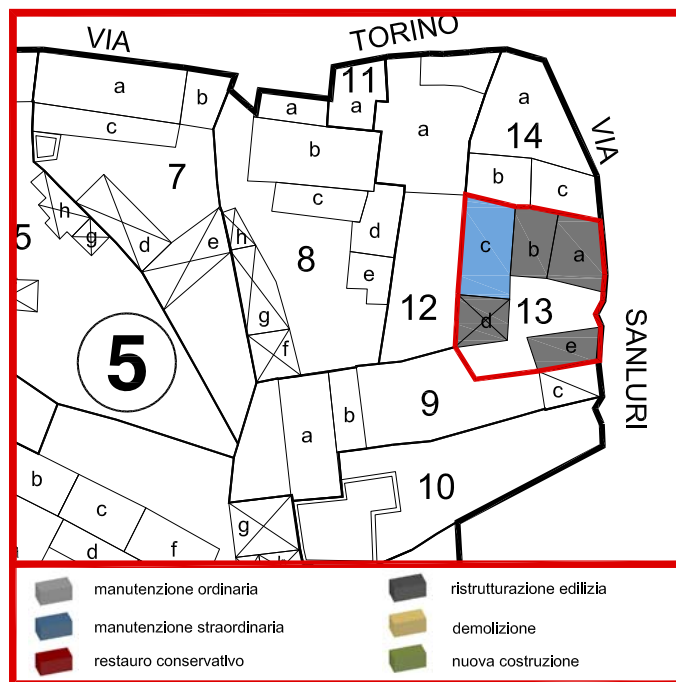 VIA
TORINO
VIA
SANLURI
a
b
c
7
h
g
d
e
5
11
a
a
b
c
d
e
8
h
g
f
a
12
a
14
b
c
c
b
a
d
13
e
5
a
b
9
c
10
g
b
c
d
f
manutenzione ordinaria
manutenzione straordinaria
restauro conservativo
ristrutturazione edilizia
demolizione
nuova costruzione